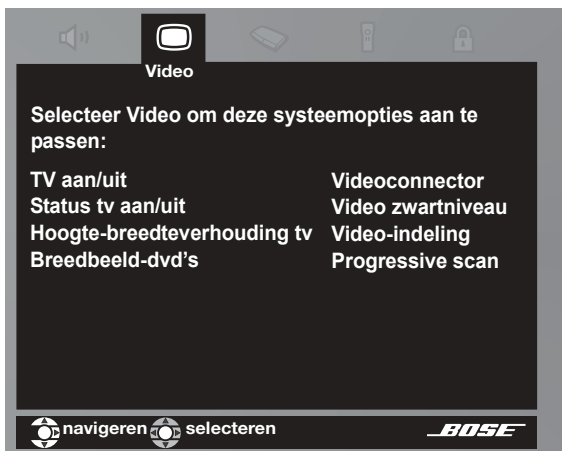 Video
Selecteer Video om deze systeemopties aan te
passen:
TV aan/uit
Status tv aan/uit
Hoogte-breedteverhouding tv
Breedbeeld-dvd’s
Videoconnector
Video zwartniveau
Video-indeling
Progressive scan
navigeren selecteren
BOSE